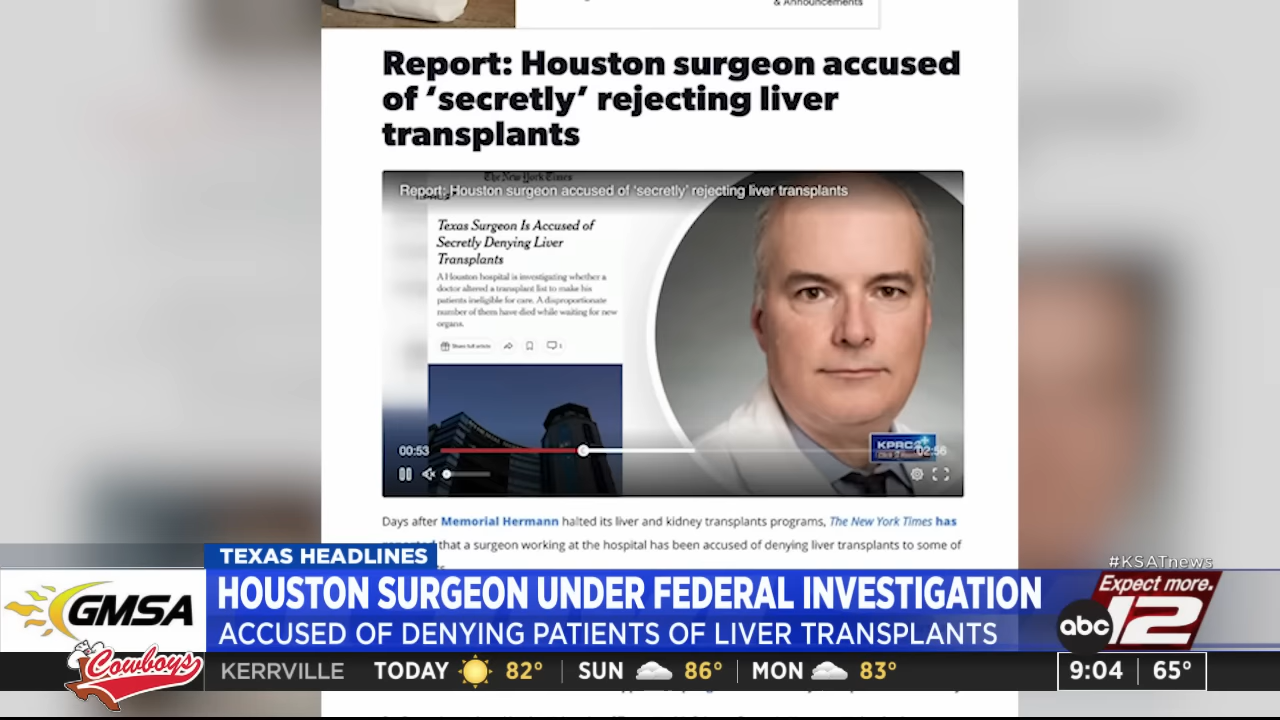 & Announcements
Report: Houston surgeon accused
of ‘secretly’ rejecting liver
transplants
The New York Times
Report: Houston surgeon accused of ‘secretly’ rejecting liver transplants
Texas Surgeon Is Accused of
Secretly Denying Liver
Transplants
A Houston hospital is investigating whether a
doctor altered a transplant list to make his
patients ineligible for care. A disproportionate
number of them have died while waiting for new
organs.
Share full article
00:53
KPRC 2
02:56
Days after Memorial Hermann halted its liver and kidney transplants programs, The New York Times has
that a surgeon working at the hospital has been accused of denying liver transplants to some of
TEXAS HEADLINES
#KSATnews
HOUSTON SURGEON UNDER FEDERAL INVESTIGATION
ACCUSED OF DENYING PATIENTS OF LIVER TRANSPLANTS
GMSA
Expect more.
abc 12
Cowboys
KERRVILLE TODAY 82° SUN 86° MON 83°
9:04 65°